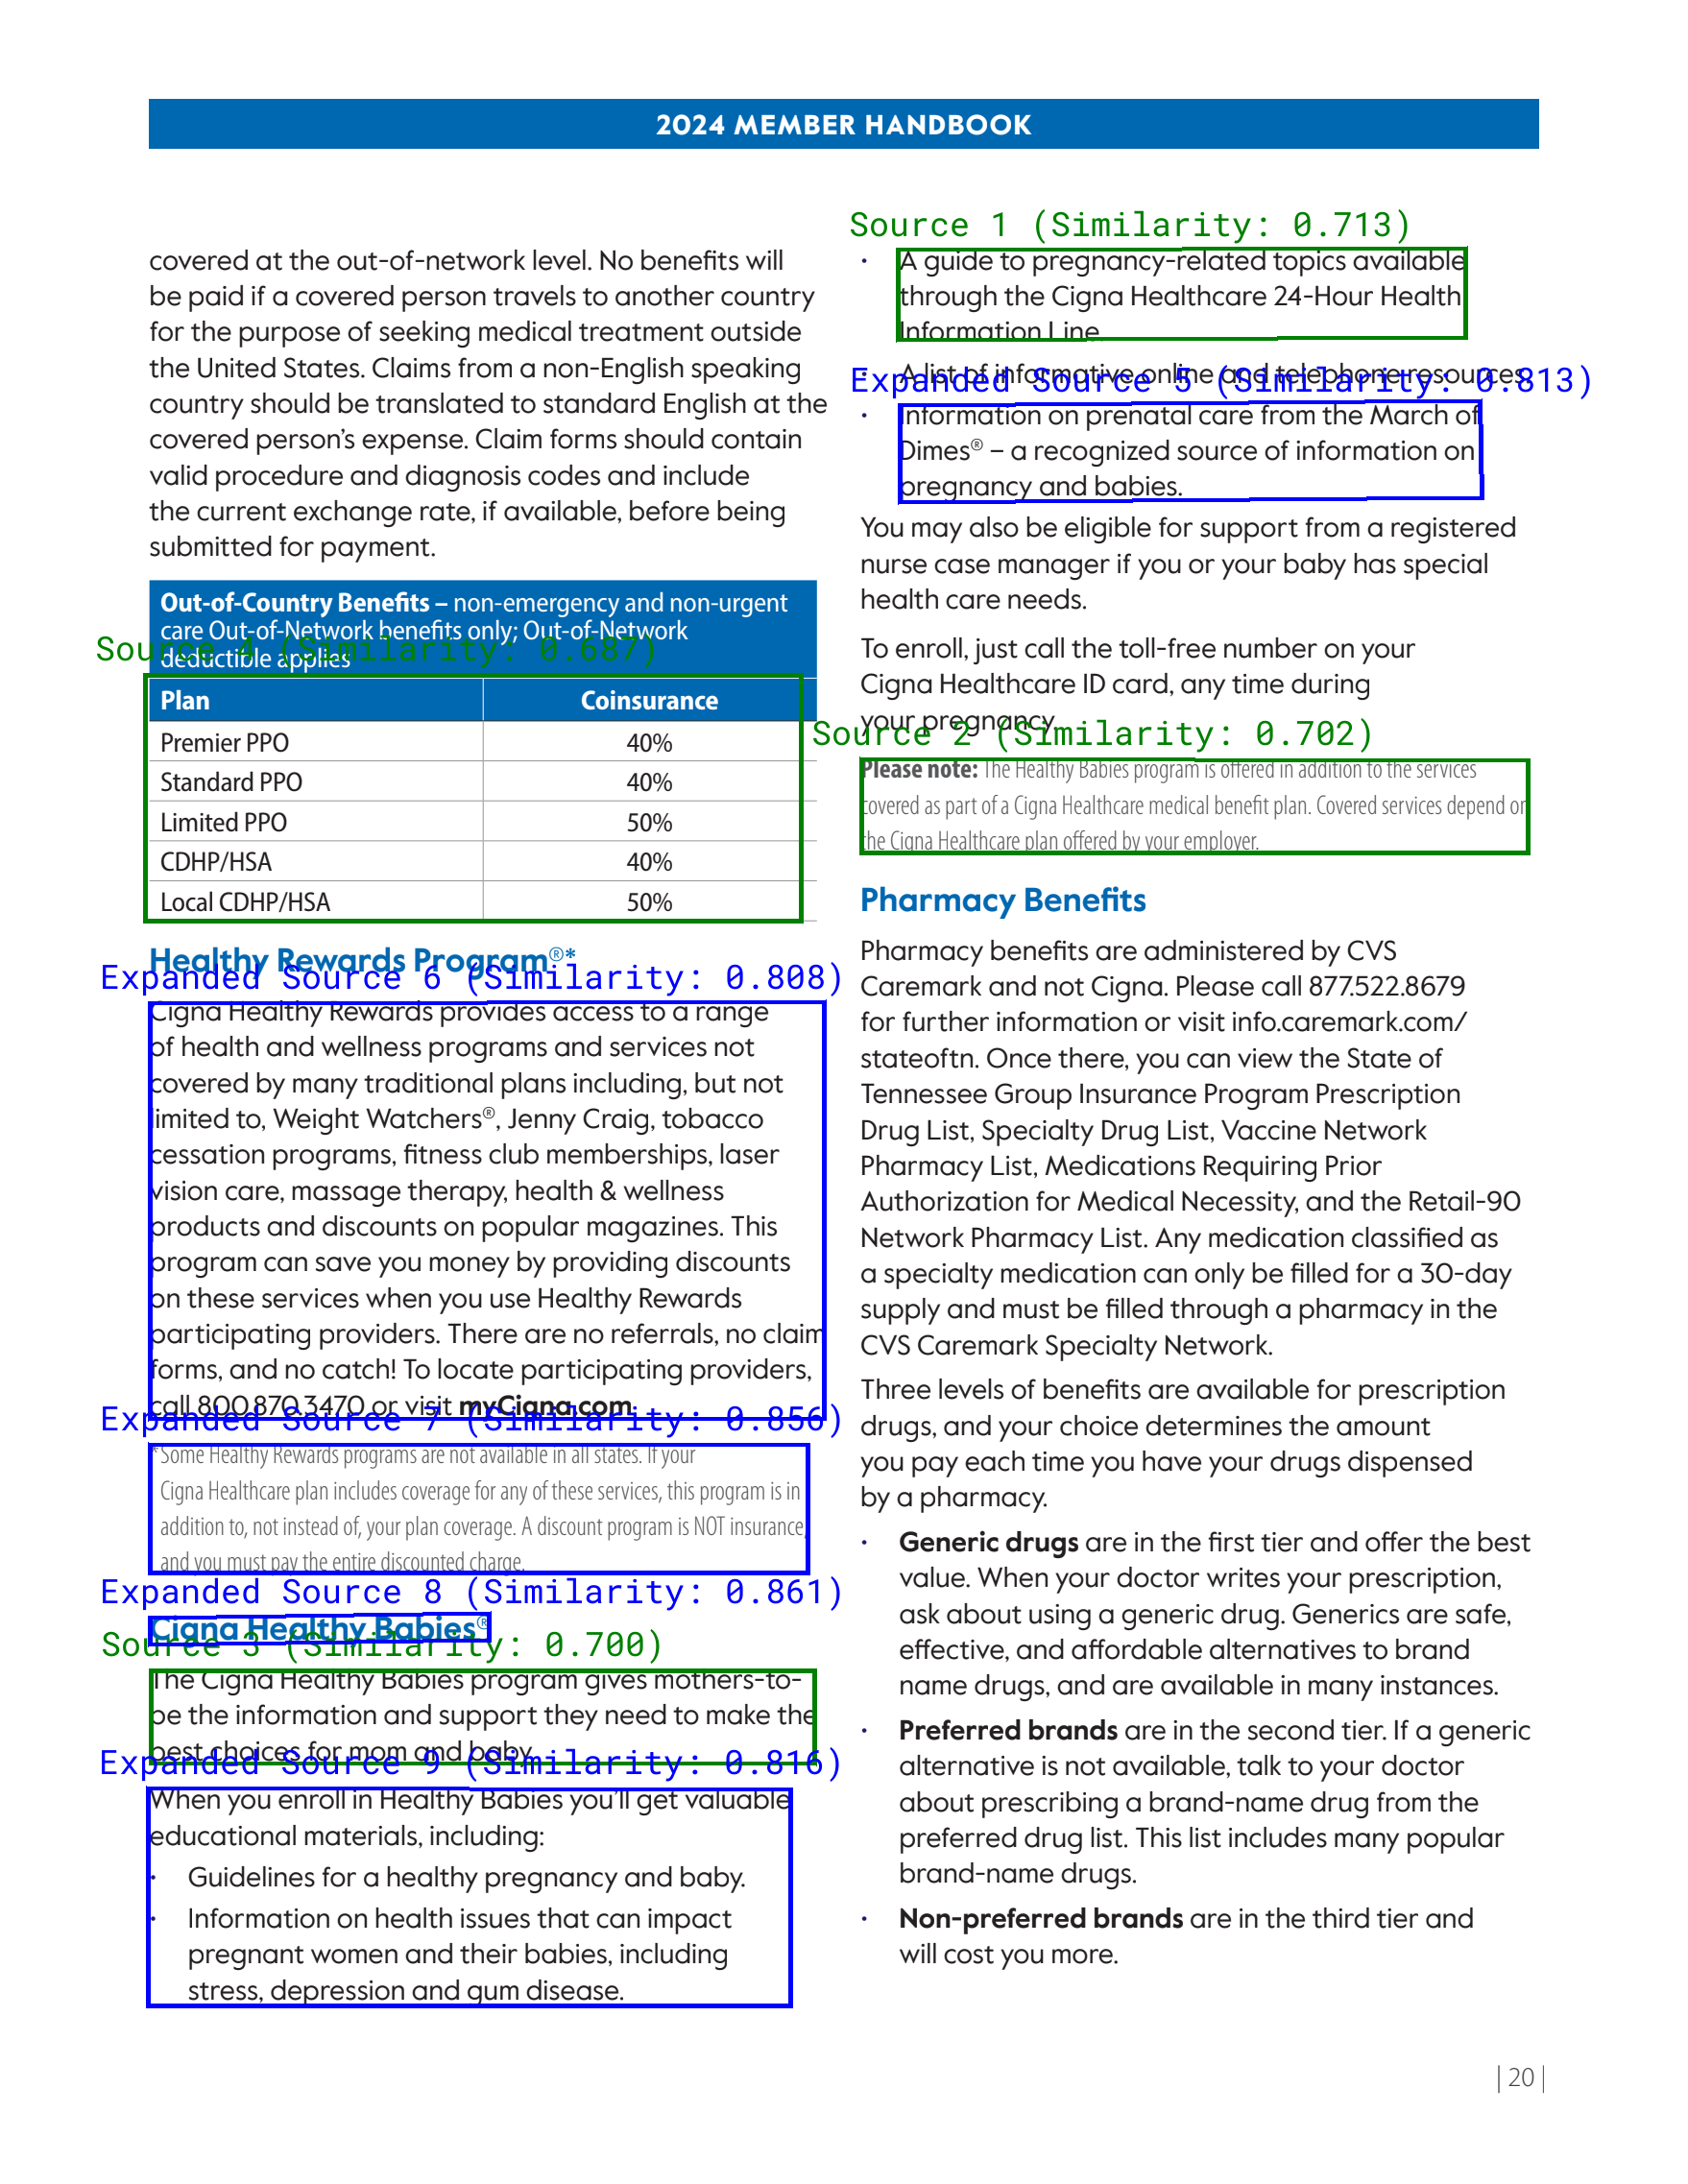 2024 MEMBER HANDBOOK
covered at the out-of-network level. No benefits will
be paid if a covered person travels to another country
for the purpose of seeking medical treatment outside
the United States. Claims from a non-English speaking
country should be translated to standard English at the
covered person's expense. Claim forms should contain
valid procedure and diagnosis codes and include
the current exchange rate, if available, before being
submitted for payment.
Out-of-Country Benefits – non-emergency and non-urgent
care Out-of-Network benefits only; Out-of-Network
Source 4 (Similarity: 0.687)
deductible applies
Plan Coinsurance
Premier PPO 40%
Standard PPO 40%
Limited PPO 50%
CDHP/HSA 40%
Local CDHP/HSA 50%
Healthy Rewards Program®*
Expanded Source 6 (Similarity: 0.808)
Cigna Healthy Rewards provides access to a range
of health and wellness programs and services not
covered by many traditional plans including, but not
limited to, Weight Watchers®, Jenny Craig, tobacco
cessation programs, fitness club memberships, laser
vision care, massage therapy, health & wellness
products and discounts on popular magazines. This
program can save you money by providing discounts
on these services when you use Healthy Rewards
participating providers. There are no referrals, no claim
forms, and no catch! To locate participating providers,
call 800.870.3470 or visit myCigna.com.
Expanded Source 7 (Similarity: 0.856)
*Some Healthy Rewards programs are not available in all states. If your
Cigna Healthcare plan includes coverage for any of these services, this program is in
addition to, not instead of, your plan coverage. A discount program is NOT insurance,
and you must pay the entire discounted charge.
Expanded Source 8 (Similarity: 0.861)
Cigna Healthy Babies®
Source 3 (Similarity: 0.700)
The Cigna Healthy Babies program gives mothers-to-
be the information and support they need to make the
best choices for mom and baby.
Expanded Source 9 (Similarity: 0.816)
When you enroll in Healthy Babies you'll get valuable
educational materials, including:
• Guidelines for a healthy pregnancy and baby.
• Information on health issues that can impact
pregnant women and their babies, including
stress, depression and gum disease.
Source 1 (Similarity: 0.713)
• A guide to pregnancy-related topics available
through the Cigna Healthcare 24-Hour Health
Information Line.
• A list of informative online and telephone resources.
Expanded Source 5 (Similarity: 0.813)
• Information on prenatal care from the March of
Dimes® – a recognized source of information on
pregnancy and babies.
You may also be eligible for support from a registered
nurse case manager if you or your baby has special
health care needs.
To enroll, just call the toll-free number on your
Cigna Healthcare ID card, any time during
your pregnancy.
Source 2 (Similarity: 0.702)
Please note: The Healthy Babies program is offered in addition to the services
covered as part of a Cigna Healthcare medical benefit plan. Covered services depend on
the Cigna Healthcare plan offered by your employer.
Pharmacy Benefits
Pharmacy benefits are administered by CVS
Caremark and not Cigna. Please call 877.522.8679
for further information or visit info.caremark.com/
stateoftn. Once there, you can view the State of
Tennessee Group Insurance Program Prescription
Drug List, Specialty Drug List, Vaccine Network
Pharmacy List, Medications Requiring Prior
Authorization for Medical Necessity, and the Retail-90
Network Pharmacy List. Any medication classified as
a specialty medication can only be filled for a 30-day
supply and must be filled through a pharmacy in the
CVS Caremark Specialty Network.
Three levels of benefits are available for prescription
drugs, and your choice determines the amount
you pay each time you have your drugs dispensed
by a pharmacy.
• Generic drugs are in the first tier and offer the best
value. When your doctor writes your prescription,
ask about using a generic drug. Generics are safe,
effective, and affordable alternatives to brand
name drugs, and are available in many instances.
• Preferred brands are in the second tier. If a generic
alternative is not available, talk to your doctor
about prescribing a brand-name drug from the
preferred drug list. This list includes many popular
brand-name drugs.
• Non-preferred brands are in the third tier and
will cost you more.
| 20 |